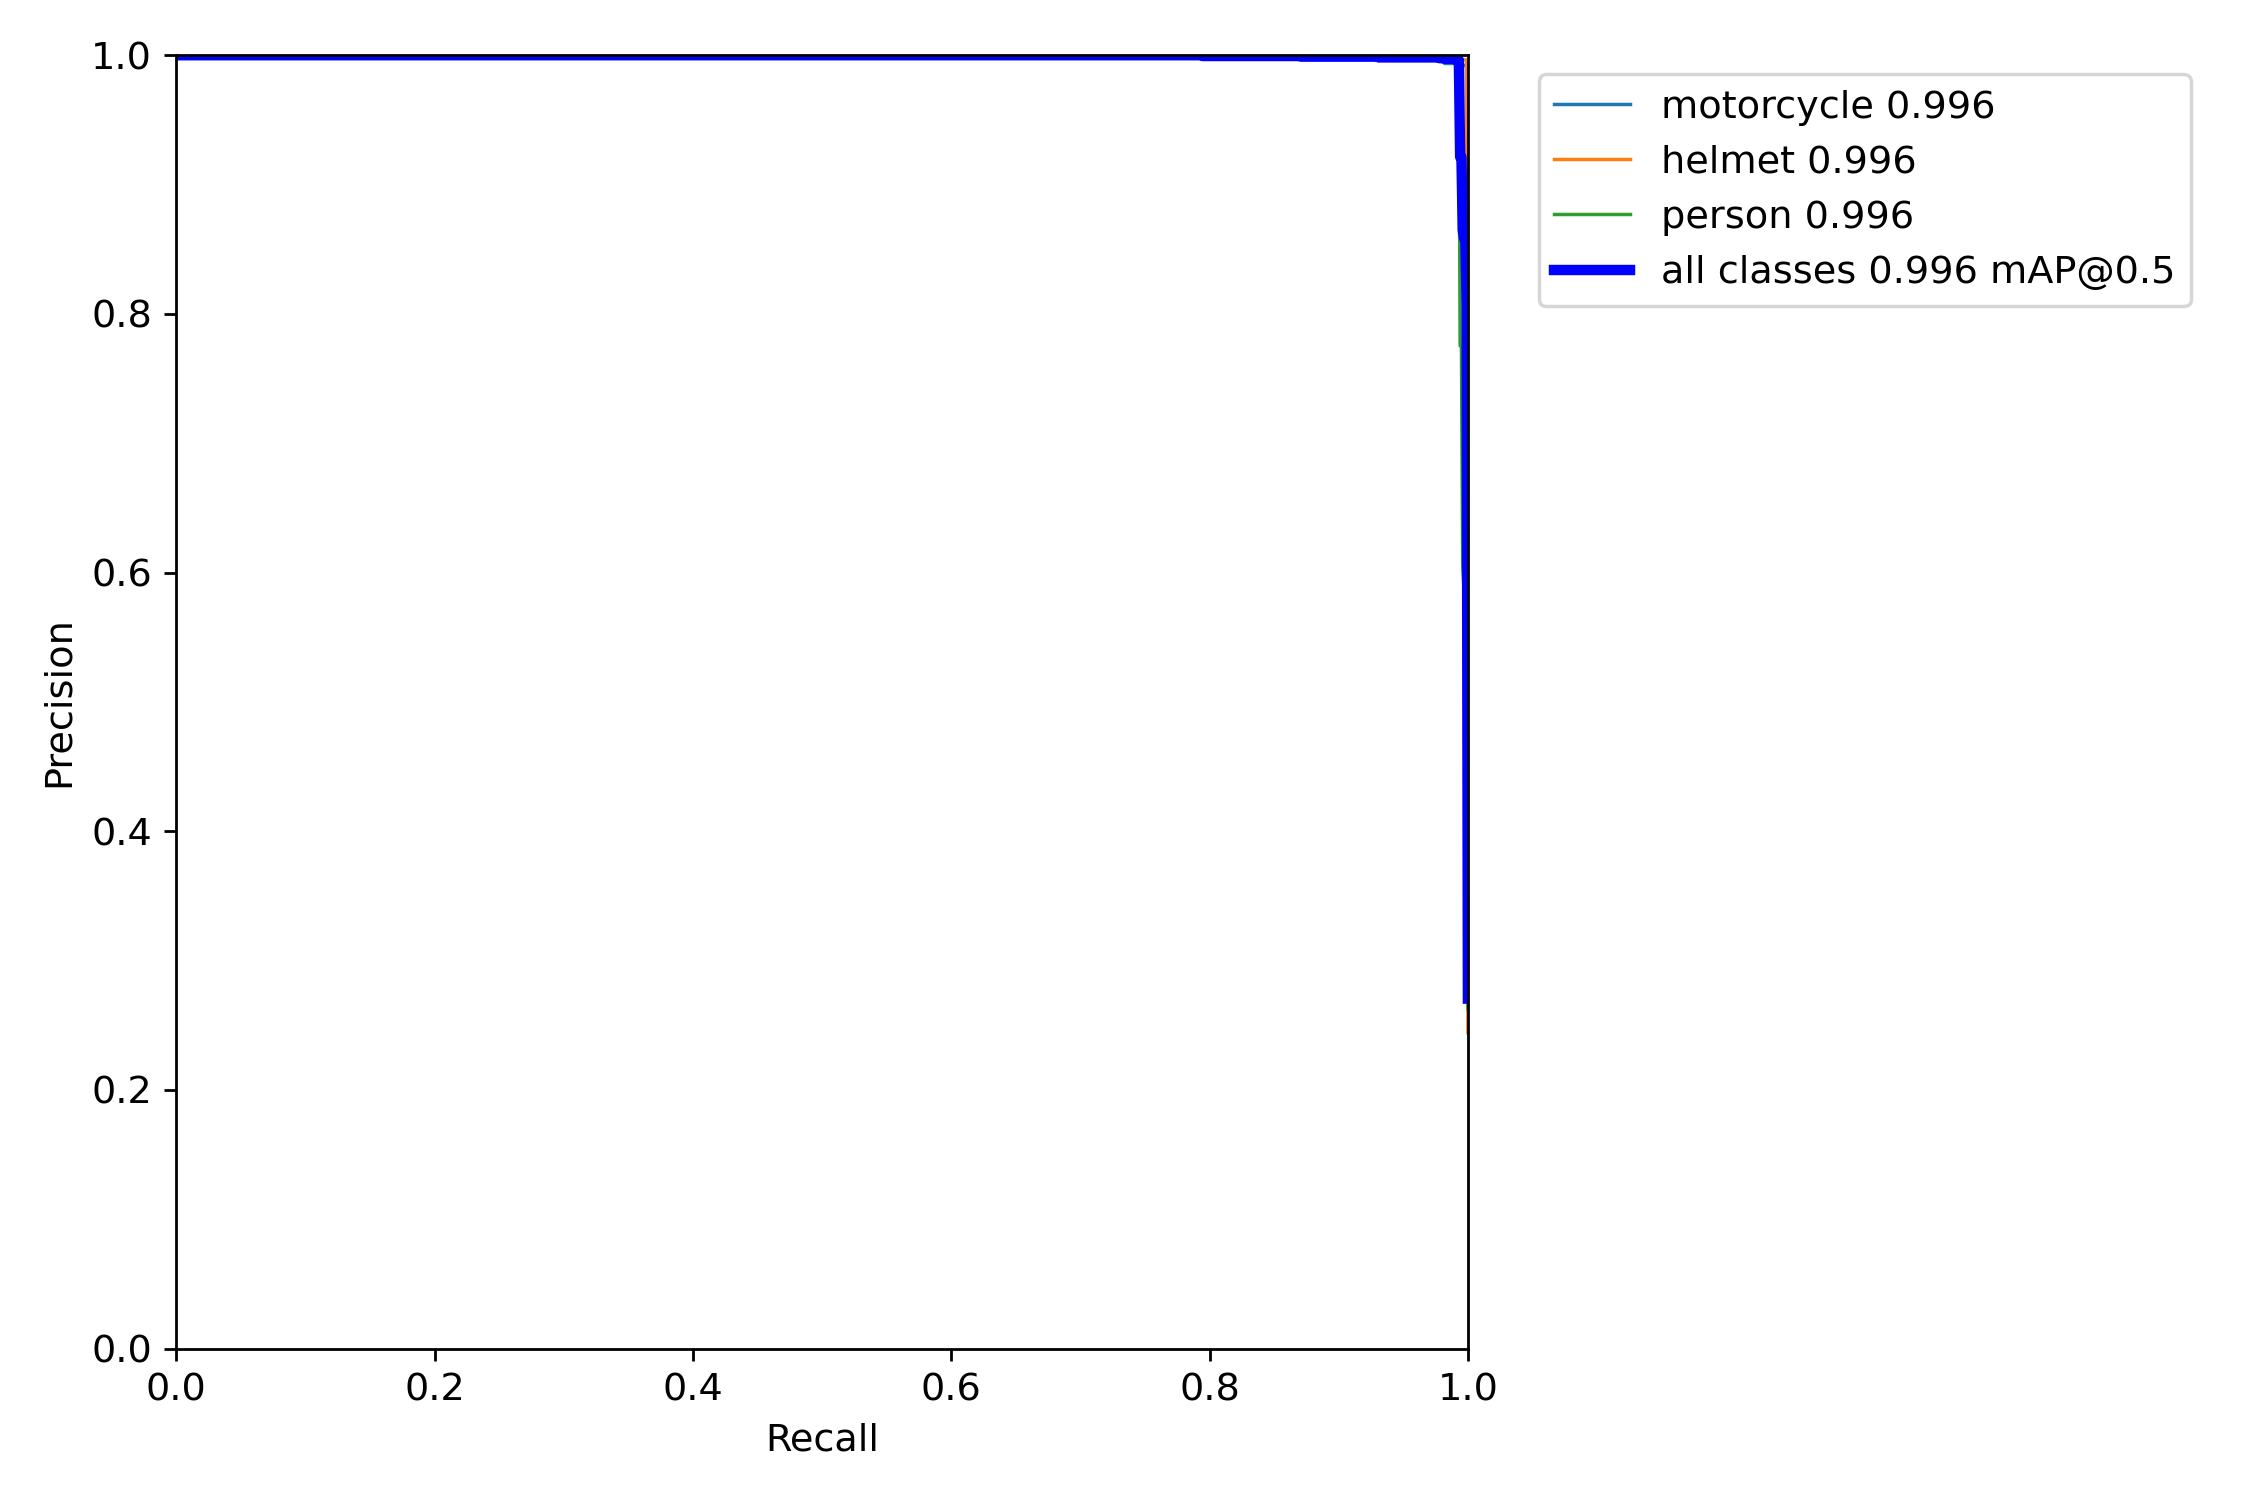 motorcycle 0.996
helmet 0.996
person 0.996
all classes 0.996 mAP@0.5
Precision
1.0
0.8
0.6
0.4
0.2
0.0
0.0 0.2 0.4 0.6 0.8 1.0
Recall